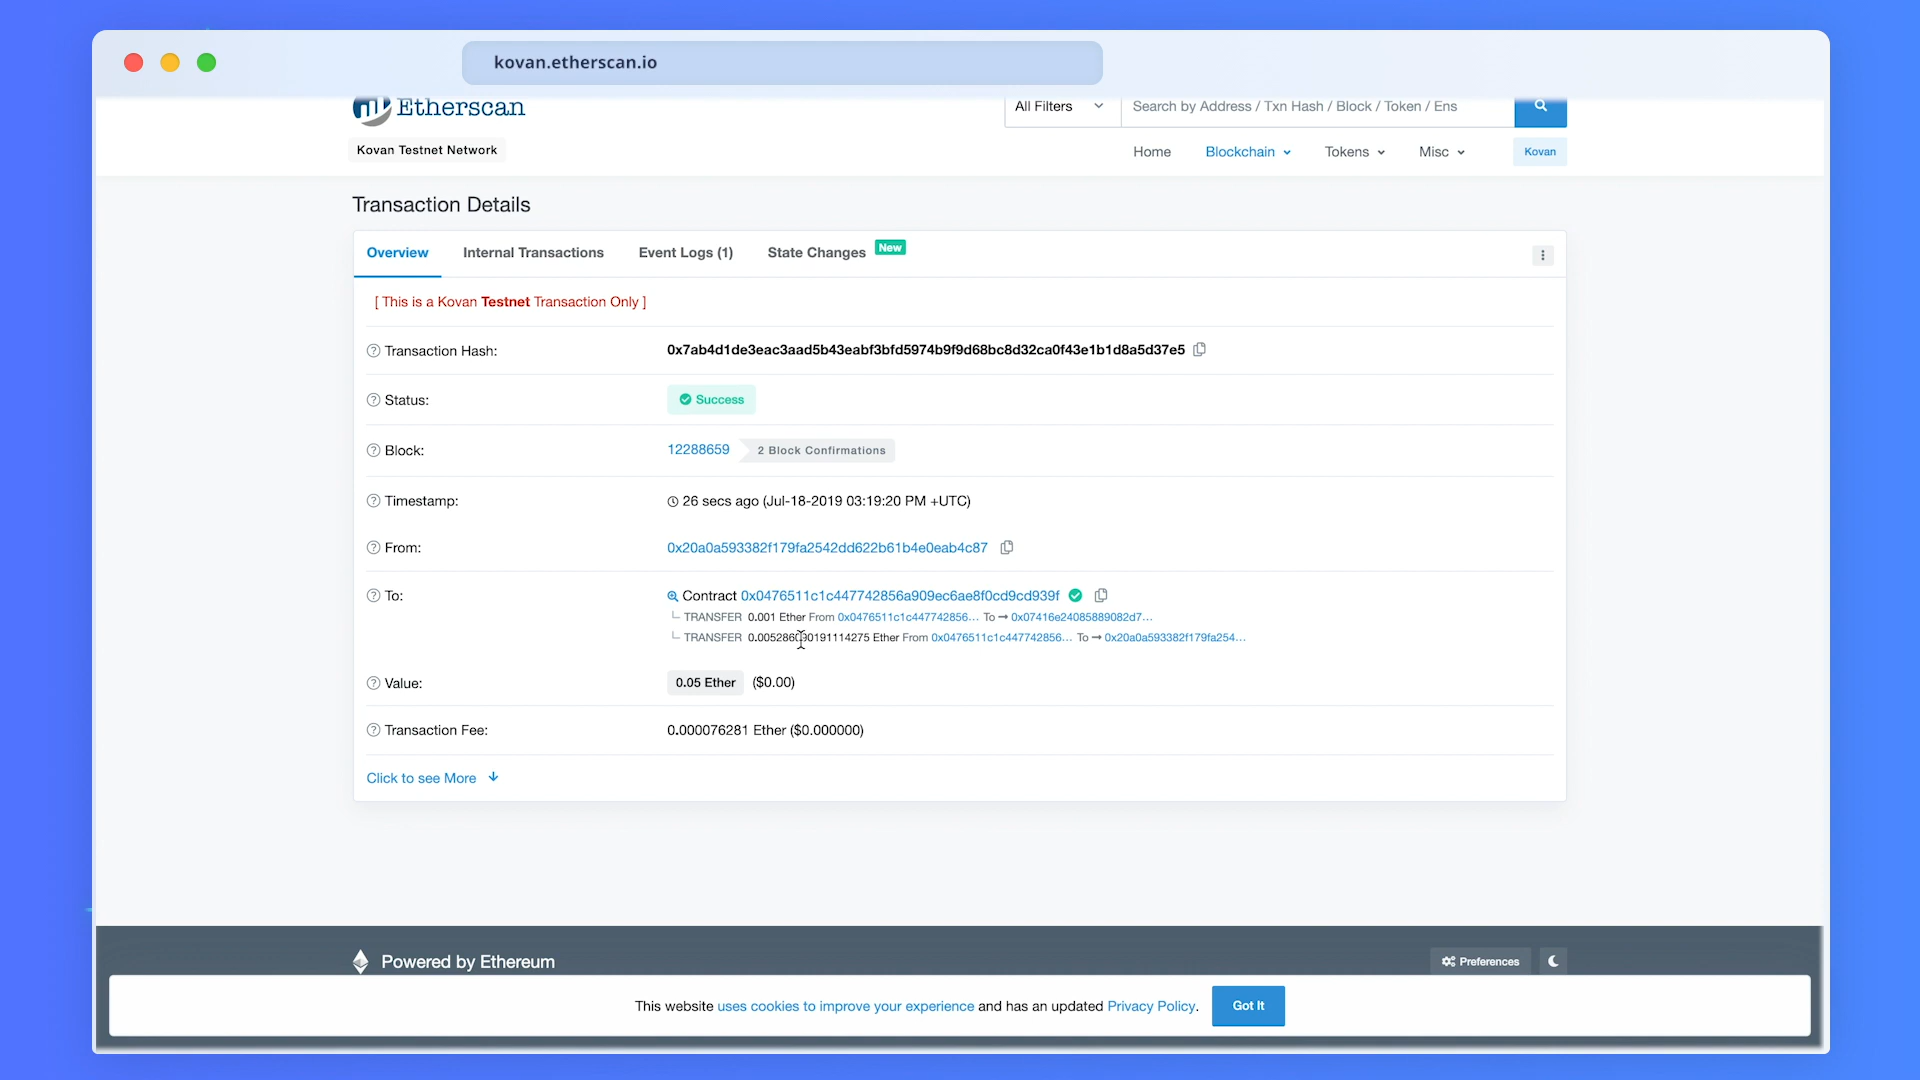 kovan.etherscan.io
Etherscan
All Filters
Search by Address / Txn Hash / Block / Token / Ens
Kovan Testnet Network
Home
Blockchain
Tokens
Misc
Kovan
Transaction Details
Overview
Internal Transactions
Event Logs (1)
State Changes
New
[ This is a Kovan Testnet Transaction Only ]
Transaction Hash:
0x7ab4d1de3eac3aad5b43eabf3bfd5974b9f9d68bc8d32ca0f43e1b1d8a5d37e5
Status:
Success
Block:
12288659
2 Block Confirmations
Timestamp:
26 secs ago (Jul-18-2019 03:19:20 PM +UTC)
From:
0x20a0a593382f179fa2542dd622b61b4e0eab4c87
To:
Contract 0x0476511c1c447742856a909ec6ae8f0cd9cd939f
TRANSFER 0.001 Ether From 0x0476511c1c447742856... To → 0x07416e24085889082d7...
TRANSFER Ether From 0x0476511c1c447742856... To → 0x20a0a593382f179fa254...
Value:
0.05 Ether ($0.00)
Transaction Fee:
0.000076281 Ether ($0.000000)
Click to see More
Powered by Ethereum
Preferences
This website uses cookies to improve your experience and has an updated Privacy Policy.
Got It